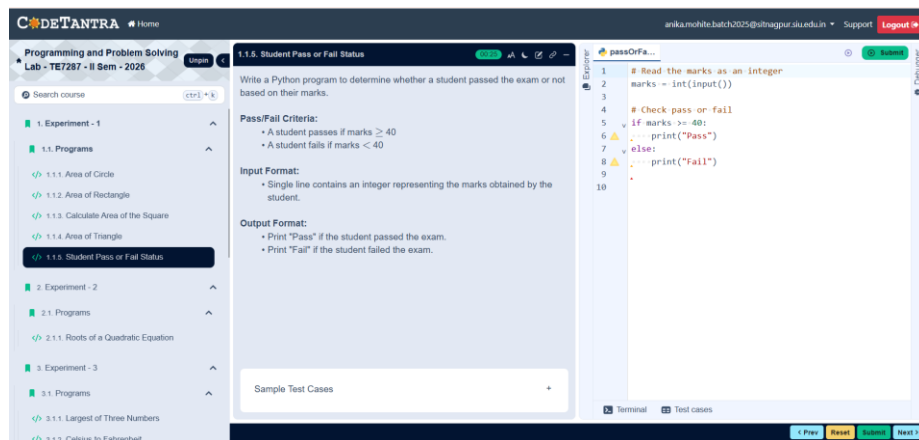 CODETANTRA Home
anika.mohite.batch2025@sitnagpur.siu.edu.in Support Logout
Programming and Problem Solving
Lab - TE7287 - II Sem - 2026
Unpin
Search course ctrl + k
1. Experiment - 1
1.1. Programs
</> 1.1.1. Area of Circle
</> 1.1.2. Area of Rectangle
</> 1.1.3. Calculate Area of the Square
</> 1.1.4. Area of Triangle
</> 1.1.5. Student Pass or Fail Status
2. Experiment - 2
2.1. Programs
</> 2.1.1. Roots of a Quadratic Equation
3. Experiment - 3
3.1. Programs
</> 3.1.1. Largest of Three Numbers
</> 3.1.2. Celsius to Fahrenheit
1.1.5. Student Pass or Fail Status
AA
Write a Python program to determine whether a student passed the exam or not
based on their marks.
Pass/Fail Criteria:
• A student passes if marks ≥ 40
• A student fails if marks < 40
Input Format:
• Single line contains an integer representing the marks obtained by the
student.
Output Format:
• Print "Pass" if the student passed the exam.
• Print "Fail" if the student failed the exam.
Sample Test Cases +
Explorer
passOrFa...
Submit
Debugger
1 # Read the marks as an integer
2 marks = int(input())
3
4 # Check pass or fail
5 if marks >= 40:
6 print("Pass")
7 else:
8 print("Fail")
9
10
Terminal Test cases
< Prev Reset Submit Next >